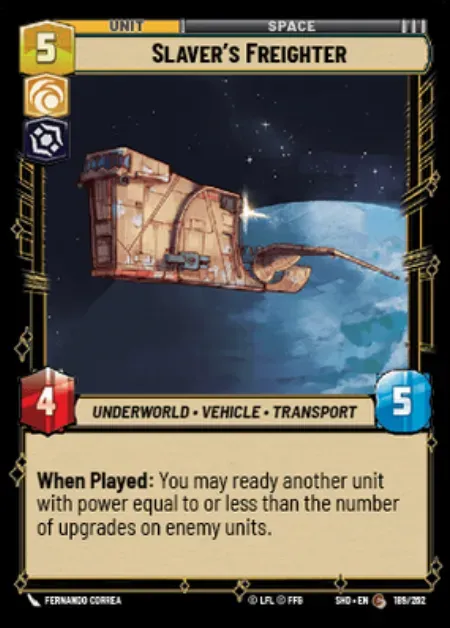 UNIT
SPACE
5
SLAVER'S FREIGHTER
4
UNDERWORLD • VEHICLE • TRANSPORT
5
When Played: You may ready another unit
with power equal to or less than the number
of upgrades on enemy units.
FERNANDO CORREA
© LFL © FFG
SHD • EN
C
189/262